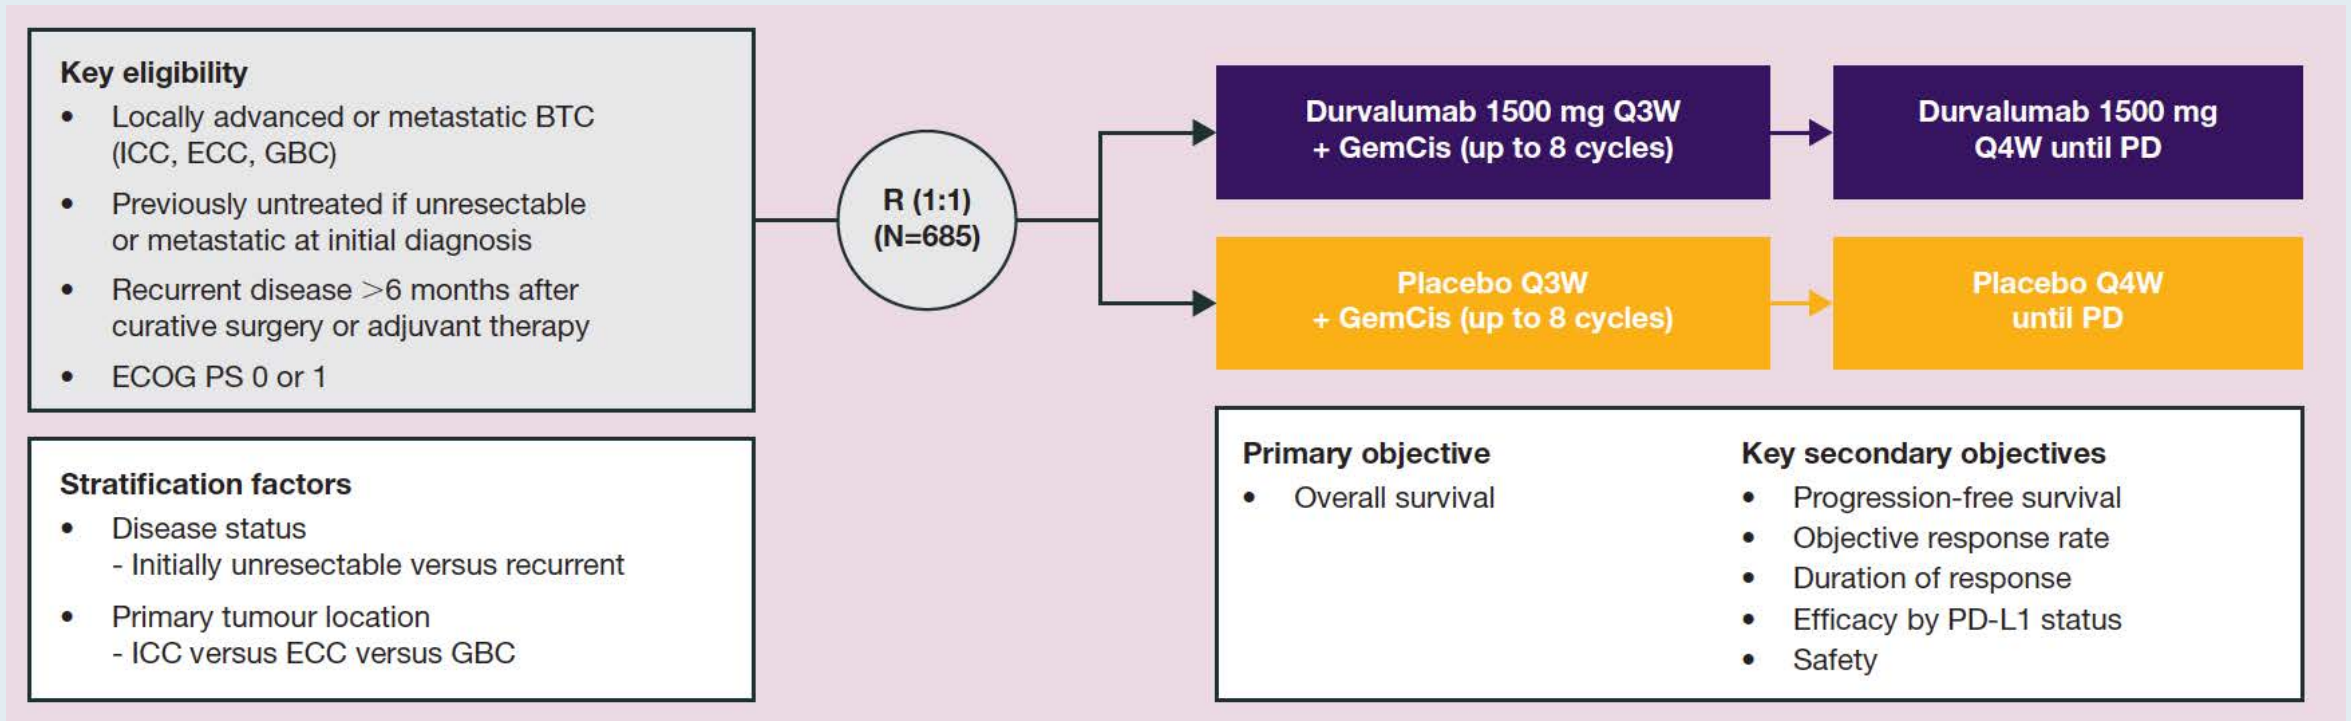 Key eligibility
• Locally advanced or metastatic BTC
(ICC, ECC, GBC)
• Previously untreated if unresectable
or metastatic at initial diagnosis
• Recurrent disease >6 months after
curative surgery or adjuvant therapy
• ECOG PS 0 or 1
Stratification factors
• Disease status
- Initially unresectable versus recurrent
• Primary tumour location
- ICC versus ECC versus GBC
R (1:1)
(N=685)
Durvalumab 1500 mg Q3W
+ GemCis (up to 8 cycles)
Durvalumab 1500 mg
Q4W until PD
Placebo Q3W
+ GemCis (up to 8 cycles)
Placebo Q4W
until PD
Primary objective
• Overall survival
Key secondary objectives
• Progression-free survival
• Objective response rate
• Duration of response
• Efficacy by PD-L1 status
• Safety